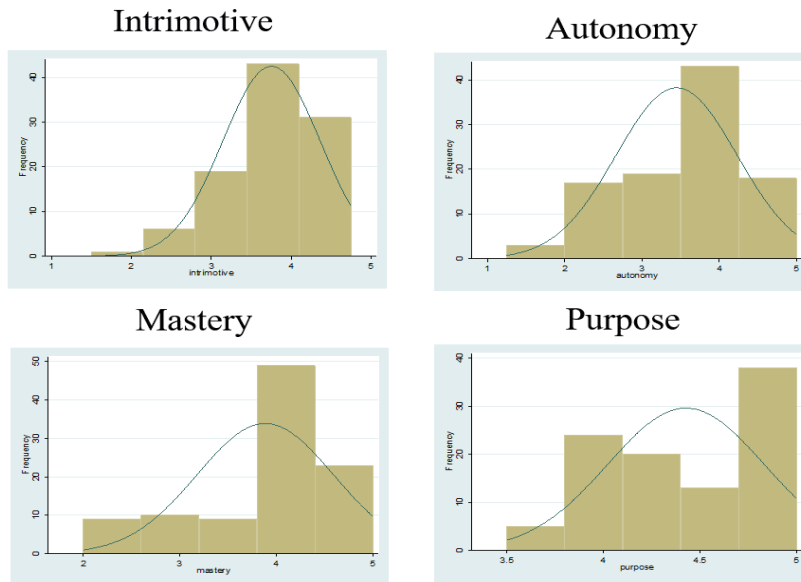 Intrimotive
Frequency
0 10 20 30 40
1 2 3 4 5
intrimotive
Autonomy
Frequency
0 10 20 30 40
1 2 3 4 5
autonomy
Mastery
Frequency
0 10 20 30 40 50
2 3 4 5
mastery
Purpose
Frequency
0 10 20 30 40
3.5 4 4.5 5
purpose